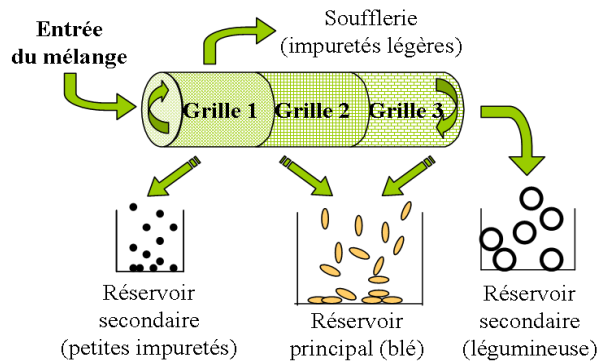 Entrée
du mélange
Soufflerie
(impuretés légères)
Grille 1
Grille 2
Grille 3
Réservoir
secondaire
(petites impuretés)
Réservoir
principal (blé)
Réservoir
secondaire
(légumineuse)